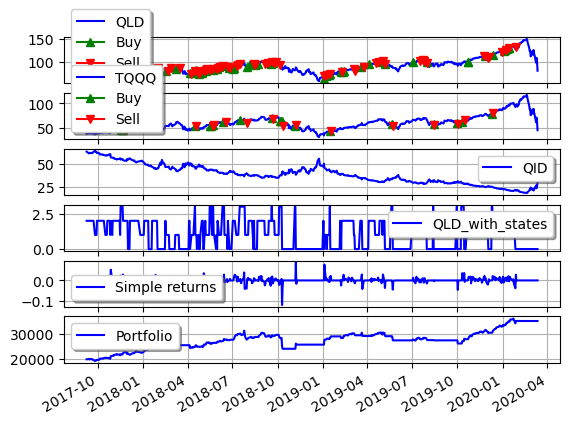 QLD
Buy
Sell
150
100
TQQQ
Buy
Sell
100
50
QID
50
25
QLD_with_states
2.5
0.0
Simple returns
0.0
−0.1
Portfolio
30000
20000
2017-10
2018-01
2018-04
2018-07
2018-10
2019-01
2019-04
2019-07
2019-10
2020-01
2020-04